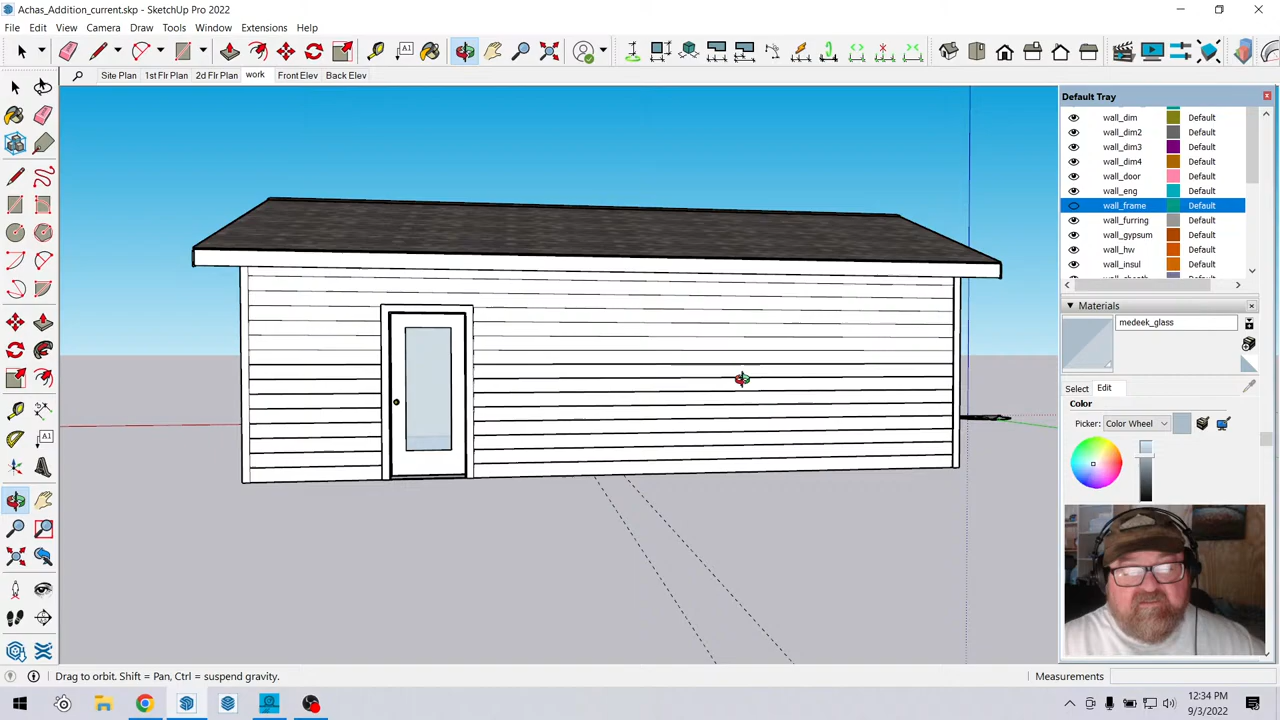 Achas_Addition_current.skp - SketchUp Pro 2022
File Edit View Camera Draw Tools Window Extensions Help
A1
Site Plan 1st Flr Plan 2d Flr Plan work Front Elev Back Elev
Default Tray
wall_dim Default
wall_dim2 Default
wall_dim3 Default
wall_dim4 Default
wall_door Default
wall_eng Default
wall_frame Default
wall_furring Default
wall_gypsum Default
wall_hw Default
wall_insul Default
Materials
medeek_glass
Select Edit
Color
Picker: Color Wheel
A1
Drag to orbit. Shift = Pan, Ctrl = suspend gravity.
Measurements
12:34 PM
9/3/2022